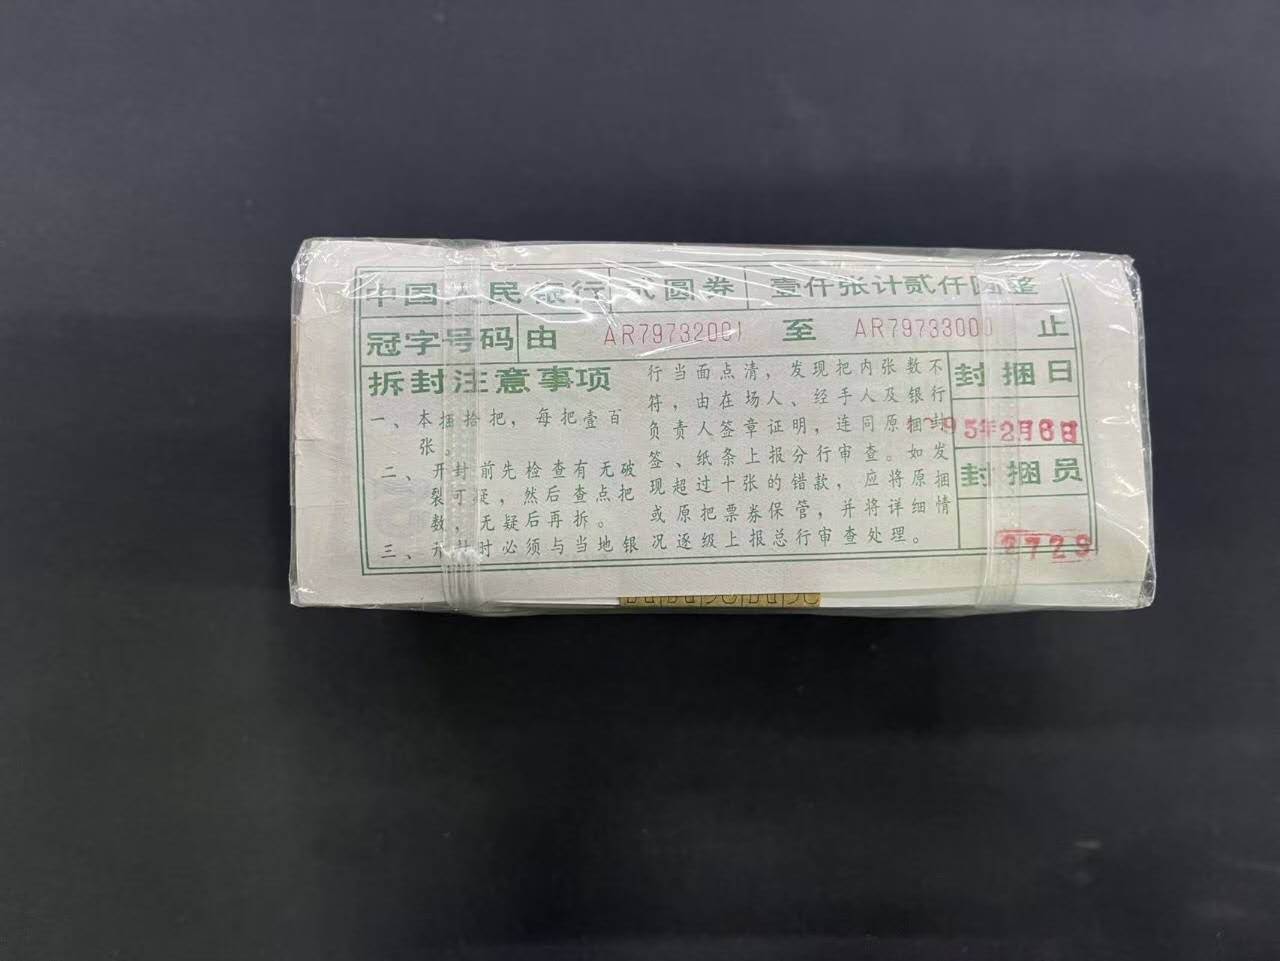 中国人民银行 贰圆券 壹仟张计贰仟圆整
冠字号码 由 AR79732001 至 AR79733000 止
拆封注意事项
一、本捆拾把，每把壹百
张。
二、开封前先检查有无破
裂可疑，然后查点把
数，无疑后再拆。
三、开封时必须与当地银
行当面点清，发现把内张数不
符，由在场人、经手人及银行
负责人签章证明，连同原捆封
签、纸条上报分行审查。如发
现超过十张的错款，应将原捆
或原把票券保管，并将详细情
况逐级上报总行审查处理。
封捆日
95年2月6日
封捆员
2729